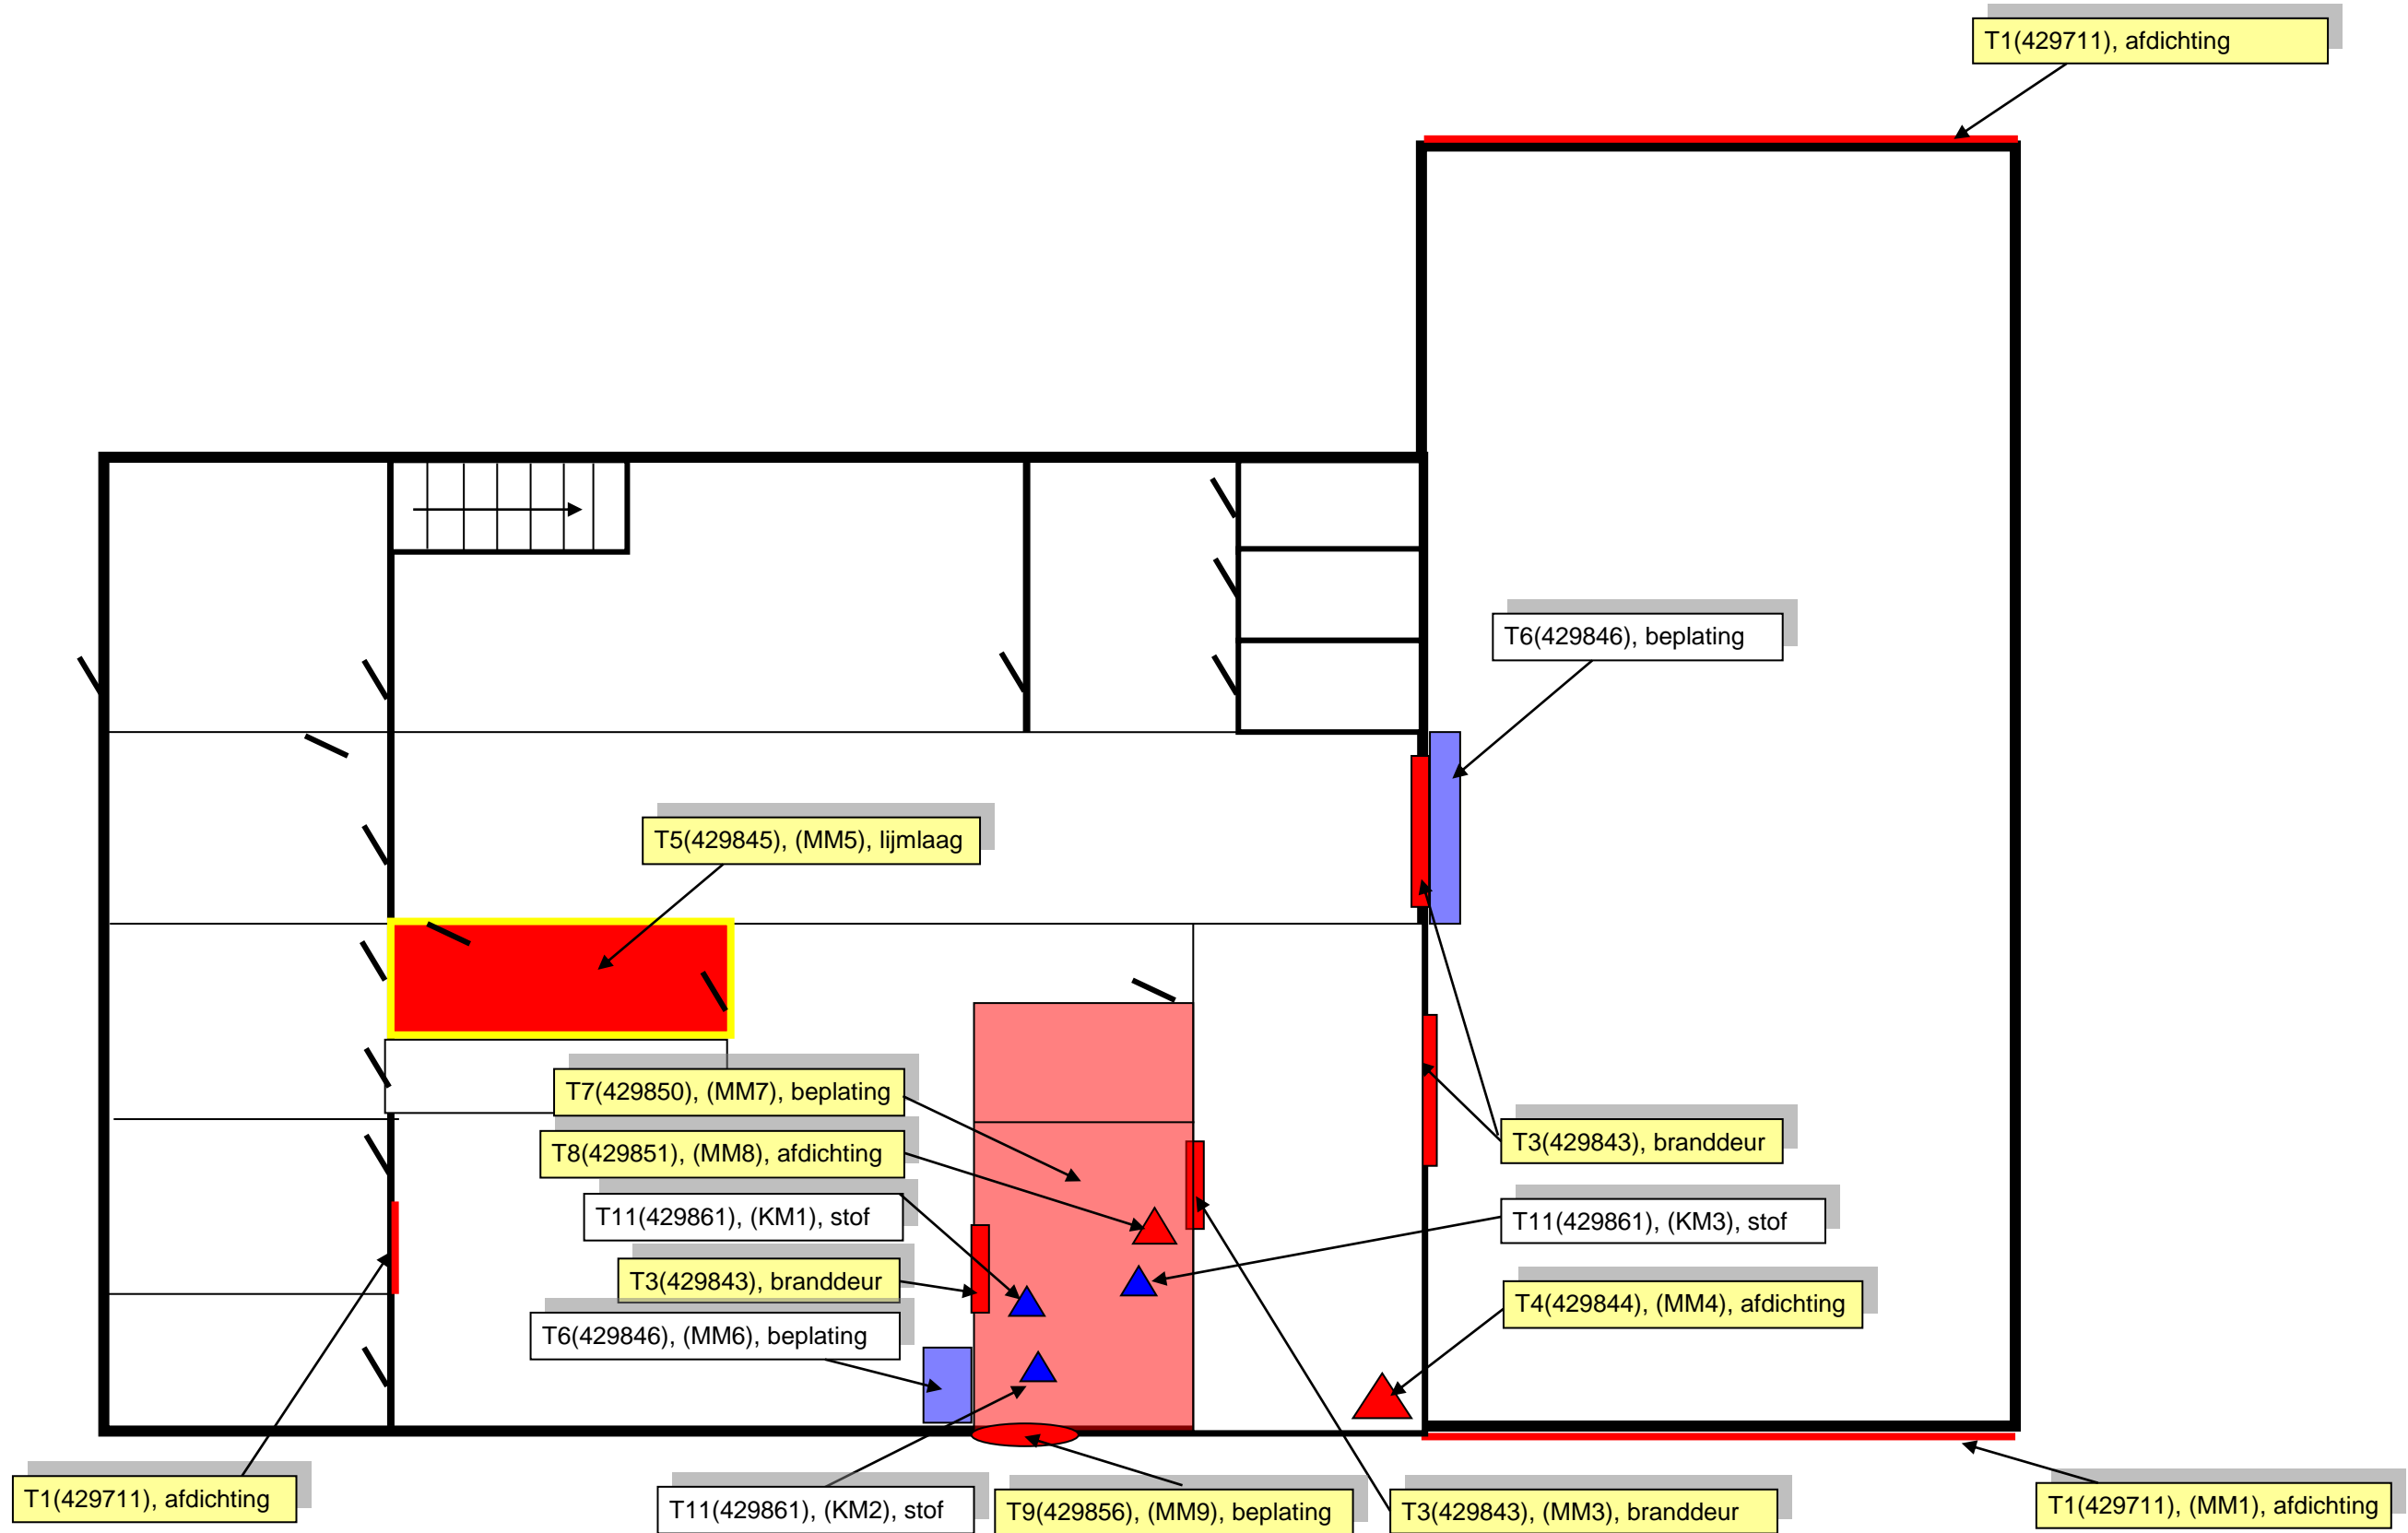 T1(429711), afdichting
T6(429846), beplating
T5(429845), (MM5), lijmlaag
T7(429850), (MM7), beplating
T3(429843), branddeur
T8(429851), (MM8), afdichting
T11(429861), (KM1), stof
T11(429861), (KM3), stof
T3(429843), branddeur
T4(429844), (MM4), afdichting
T6(429846), (MM6), beplating
T1(429711), afdichting
T11(429861), (KM2), stof
T9(429856), (MM9), beplating
T3(429843), (MM3), branddeur
T1(429711), (MM1), afdichting